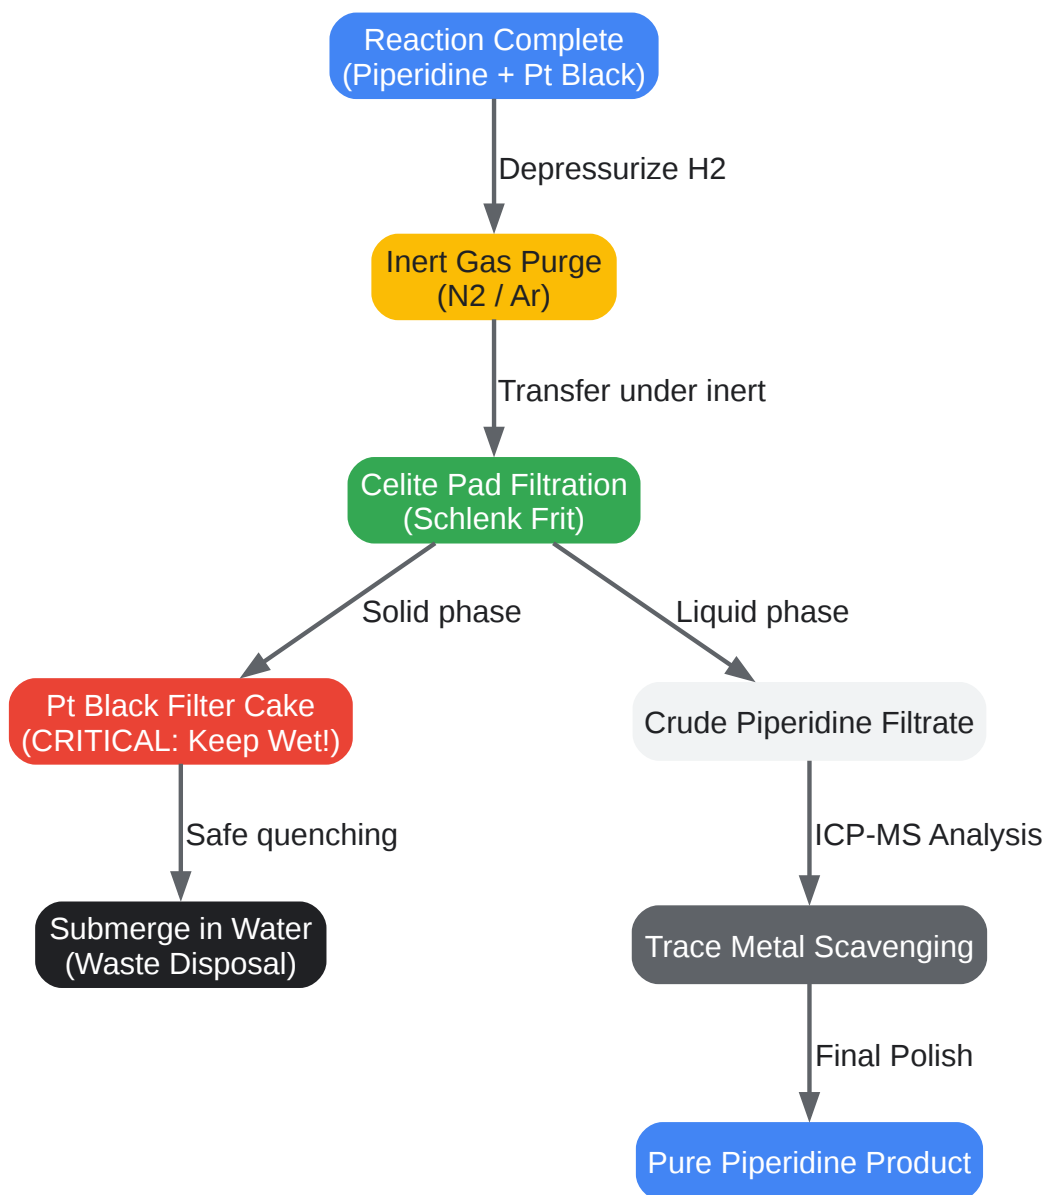 Reaction Complete
(Piperidine + Pt Black)
Depressurize H2
Inert Gas Purge
(N2 / Ar)
Transfer under inert
Celite Pad Filtration
(Schlenk Frit)
Solid phase
Liquid phase
Pt Black Filter Cake
(CRITICAL: Keep Wet!)
Crude Piperidine Filtrate
Safe quenching
ICP-MS Analysis
Submerge in Water
(Waste Disposal)
Trace Metal Scavenging
Final Polish
Pure Piperidine Product